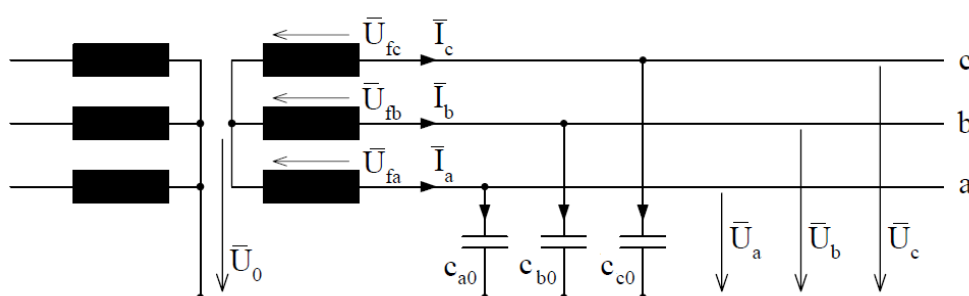 Ū_fc Ī_c c
Ū_fb Ī_b b
Ū_fa Ī_a a
Ū_0 c_a0 c_b0 c_c0 Ū_a Ū_b Ū_c